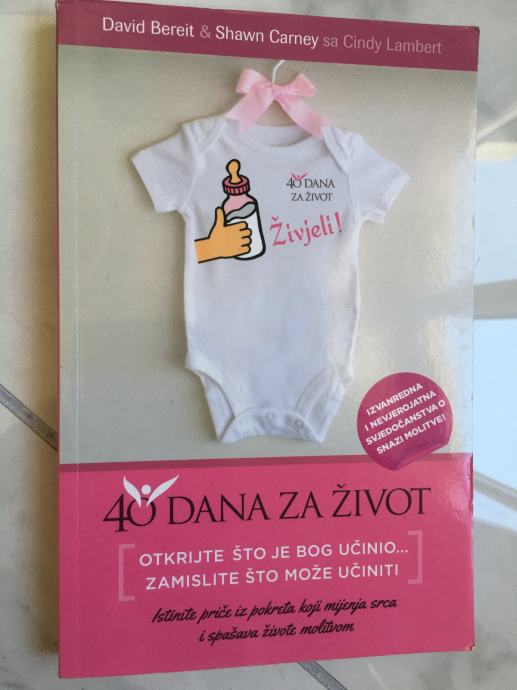 David Bereit & Shawn Carney sa Cindy Lambert
40 DANA
ZA ŽIVOT
Živjeli!
IZVANREDNA
I NEVJEROJATNA
SVJEDOČANSTVA O
SNAZI MOLITVE!
40 DANA ZA ŽIVOT
OTKRIJTE ŠTO JE BOG UČINIO...
ZAMISLITE ŠTO MOŽE UČINITI
Istinite priče iz pokreta koji mijenja srca
i spašava živote molitvom